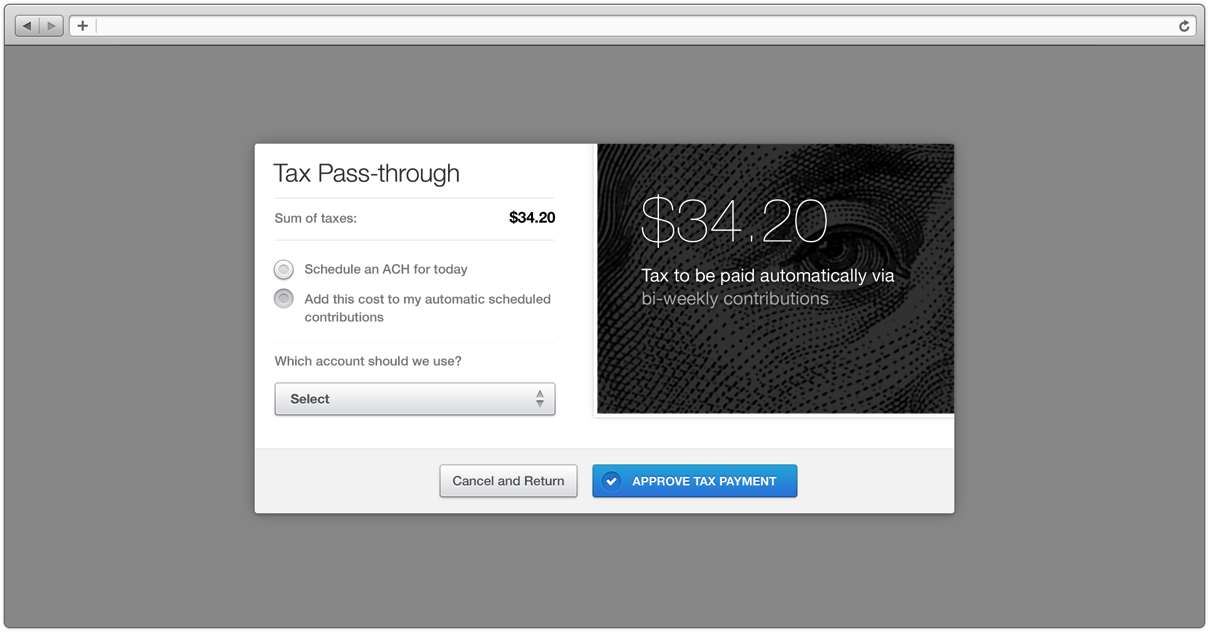 Tax Pass-through
Sum of taxes: $34.20
Schedule an ACH for today
Add this cost to my automatic scheduled
contributions
Which account should we use?
Select
$34.20
Tax to be paid automatically via
bi-weekly contributions
Cancel and Return
APPROVE TAX PAYMENT